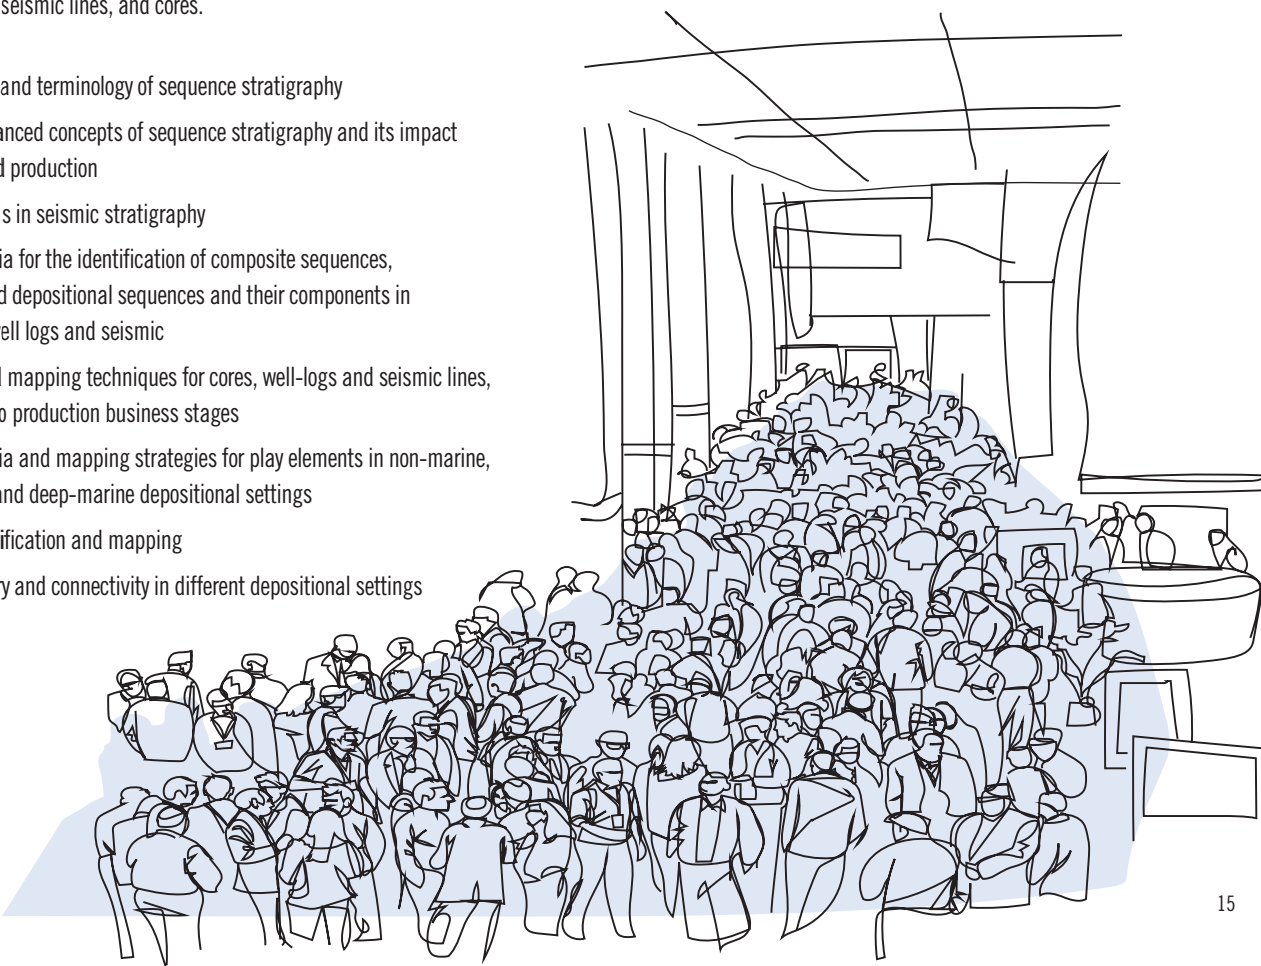 seismic lines, and cores.
and terminology of sequence stratigraphy
anced concepts of sequence stratigraphy and its impact
d production
s in seismic stratigraphy
ia for the identification of composite sequences,
d depositional sequences and their components in
ell logs and seismic
d mapping techniques for cores, well-logs and seismic lines,
o production business stages
ia and mapping strategies for play elements in non-marine,
and deep-marine depositional settings
ification and mapping
ry and connectivity in different depositional settings
15